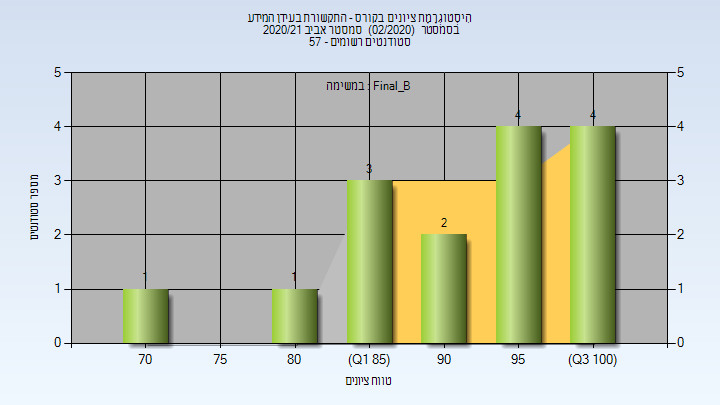 היסטוגרמת ציונים בקורס - התקשורת בעידן המידע
בסמסטר (02/2020) סמסטר אביב 2020/21
סטודנטים רשומים - 57
במשימה : Final_B
5 5
4 4
3 3
2 2
1 1
0 0
1 1 3 2 4 4
מספר סטודנטים
70 75 80 (Q1 85) 90 95 (Q3 100)
טווח ציונים